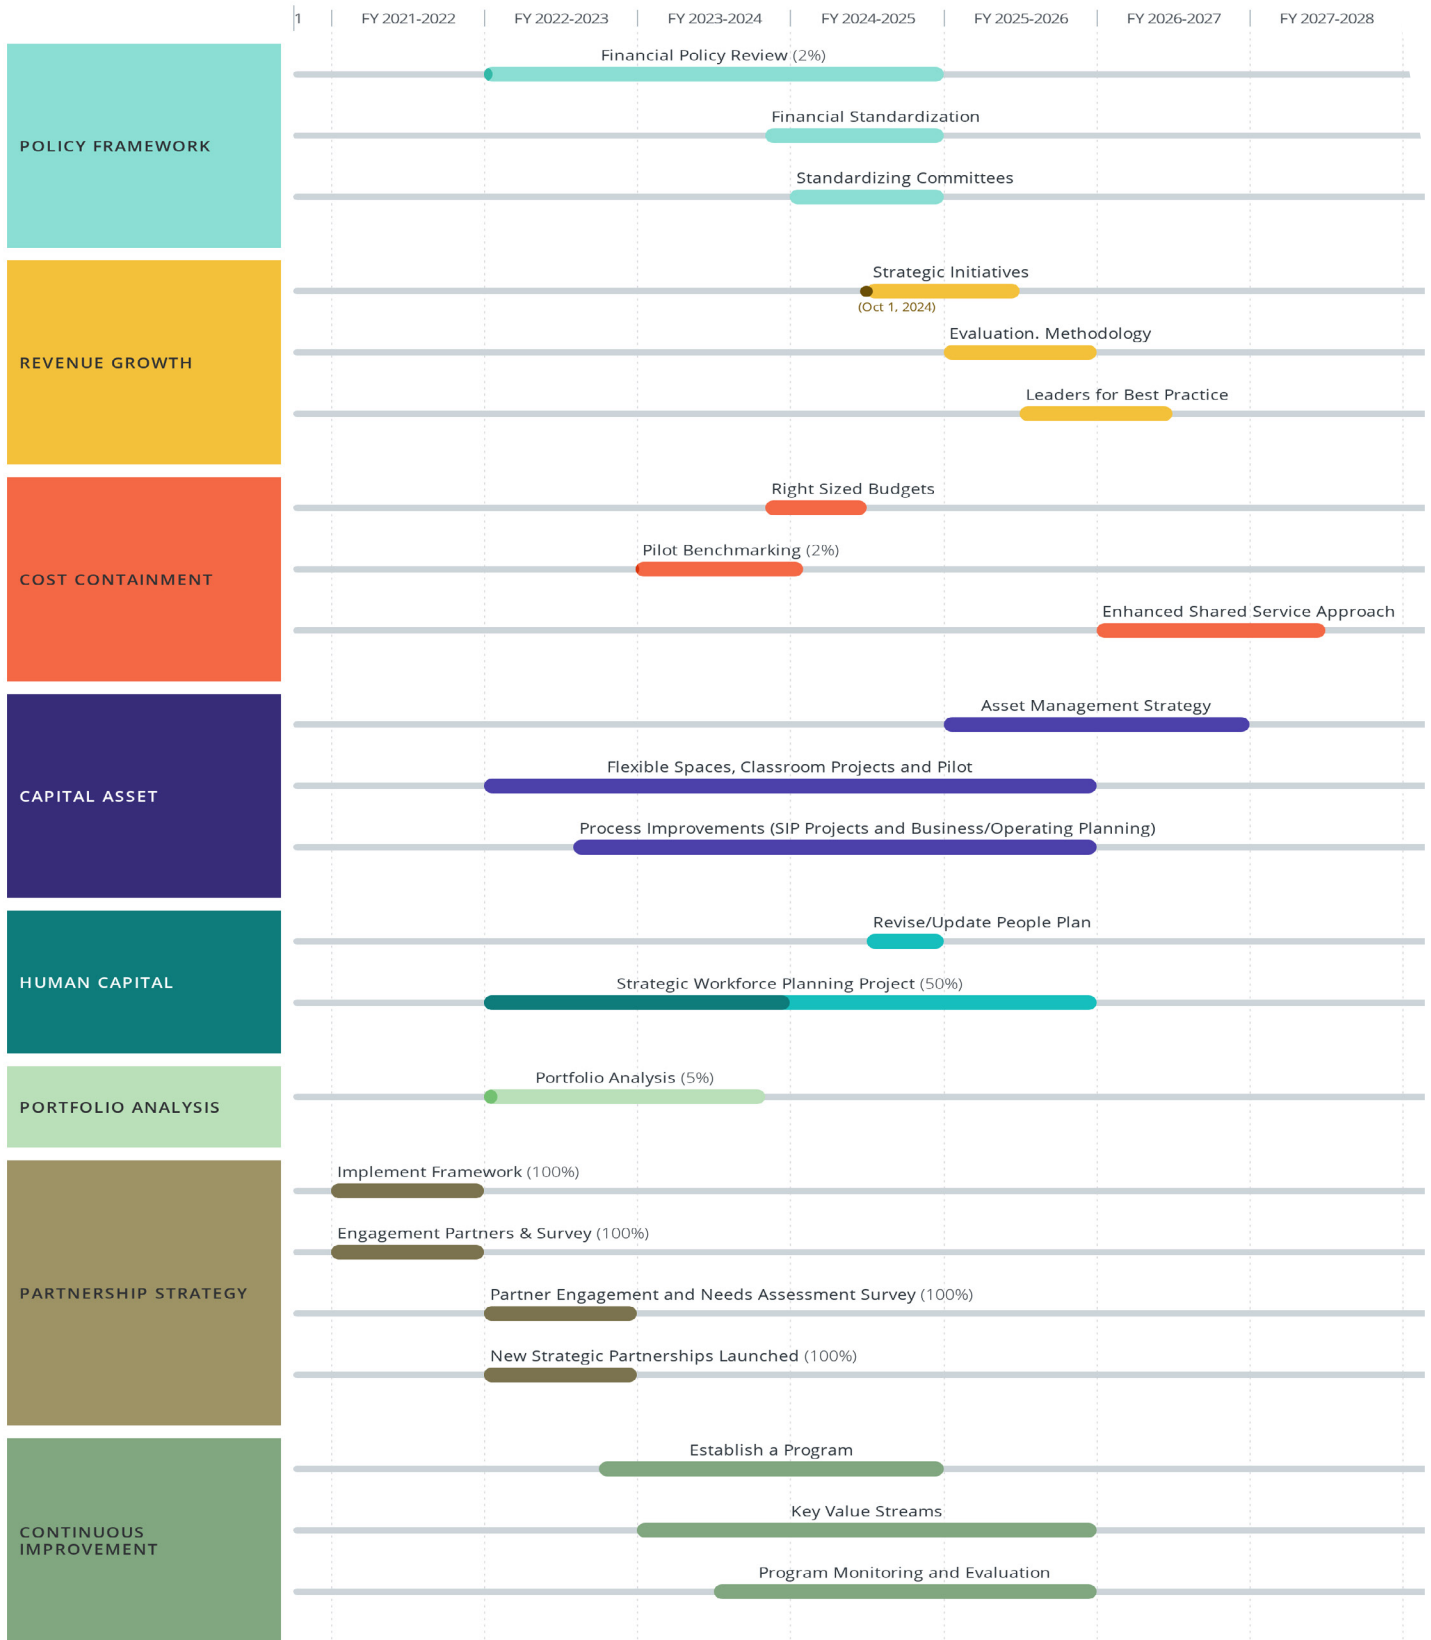 1
FY 2021-2022
FY 2022-2023
FY 2023-2024
FY 2024-2025
FY 2025-2026
FY 2026-2027
FY 2027-2028
POLICY FRAMEWORK
Financial Policy Review (2%)
Financial Standardization
Standardizing Committees
REVENUE GROWTH
Strategic Initiatives
(Oct 1, 2024)
Evaluation. Methodology
Leaders for Best Practice
COST CONTAINMENT
Right Sized Budgets
Pilot Benchmarking (2%)
Enhanced Shared Service Approach
CAPITAL ASSET
Asset Management Strategy
Flexible Spaces, Classroom Projects and Pilot
Process Improvements (SIP Projects and Business/Operating Planning)
HUMAN CAPITAL
Revise/Update People Plan
Strategic Workforce Planning Project (50%)
PORTFOLIO ANALYSIS
Portfolio Analysis (5%)
PARTNERSHIP STRATEGY
Implement Framework (100%)
Engagement Partners & Survey (100%)
Partner Engagement and Needs Assessment Survey (100%)
New Strategic Partnerships Launched (100%)
CONTINUOUS
IMPROVEMENT
Establish a Program
Key Value Streams
Program Monitoring and Evaluation